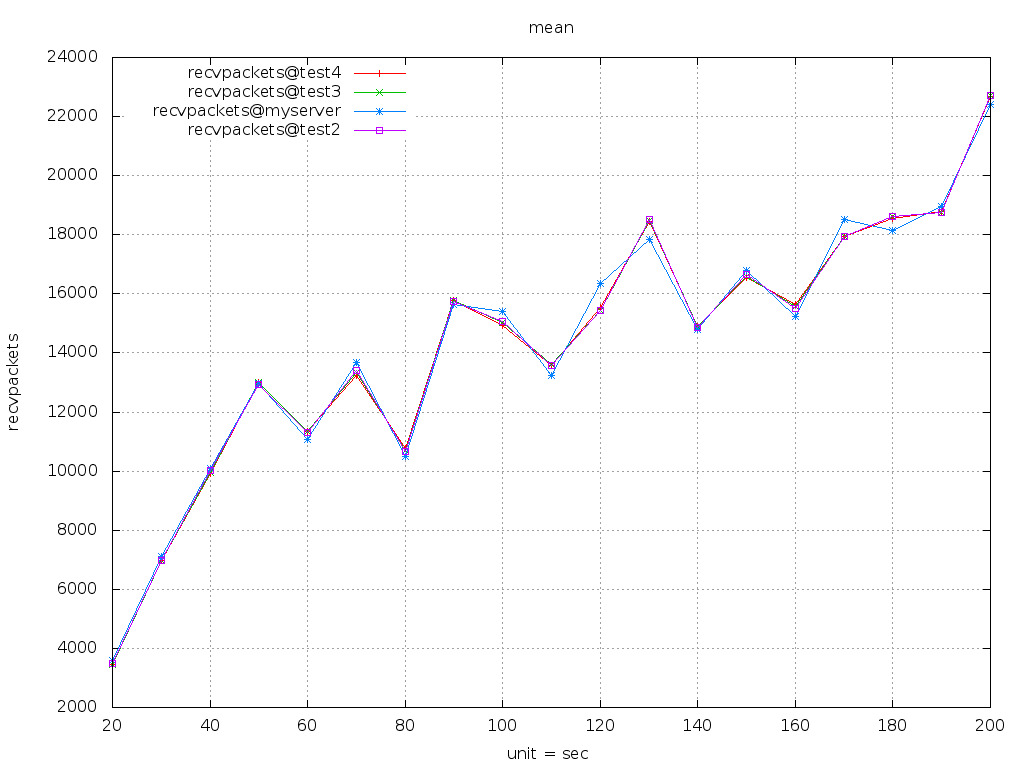 mean
24000
22000
20000
18000
16000
14000
12000
10000
8000
6000
4000
2000
recvpackets
recvpackets@test4
recvpackets@test3
recvpackets@myserver
recvpackets@test2
20 40 60 80 100 120 140 160 180 200
unit = sec